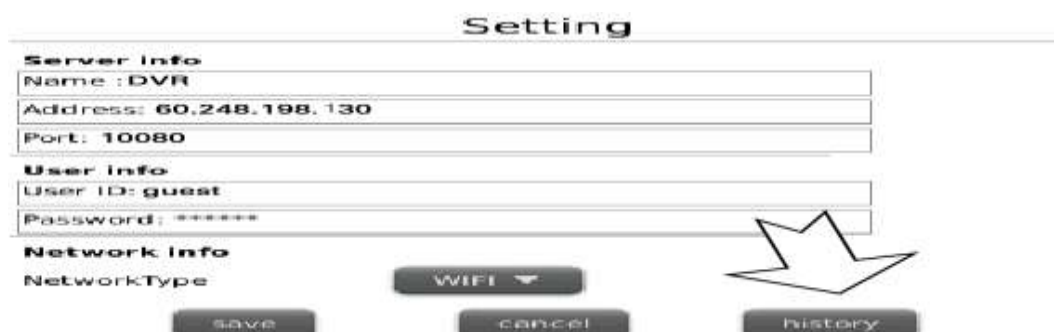 Setting
Server info
Name :DVR
Address: 60.248.198.130
Port: 10080
User info
User ID: guest
Password: ******
Network info
NetworkType WIFI
save cancel history